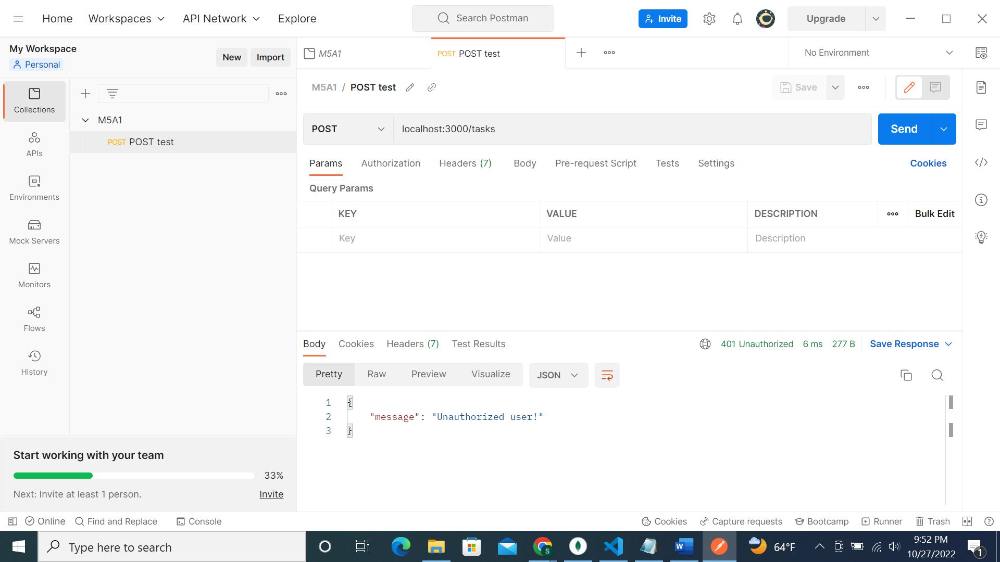 Home Workspaces API Network Explore
Search Postman
Invite
Upgrade
My Workspace
Personal
New Import
M5A1
POST POST test
No Environment
Collections
APIs
Environments
Mock Servers
Monitors
Flows
History
M5A1
POST POST test
M5A1 / POST test
Save
POST
localhost:3000/tasks
Send
Params Authorization Headers (7) Body Pre-request Script Tests Settings
Cookies
Query Params
KEY VALUE DESCRIPTION
Bulk Edit
Key Value Description
Body Cookies Headers (7) Test Results
401 Unauthorized 6 ms 277 B Save Response
Pretty Raw Preview Visualize JSON
1 {
2 "message": "Unauthorized user!"
3 }
Start working with your team
33%
Next: Invite at least 1 person. Invite
Online Find and Replace Console
Cookies Capture requests Bootcamp Runner Trash
Type here to search
S
W
64°F
9:52 PM
10/27/2022
1